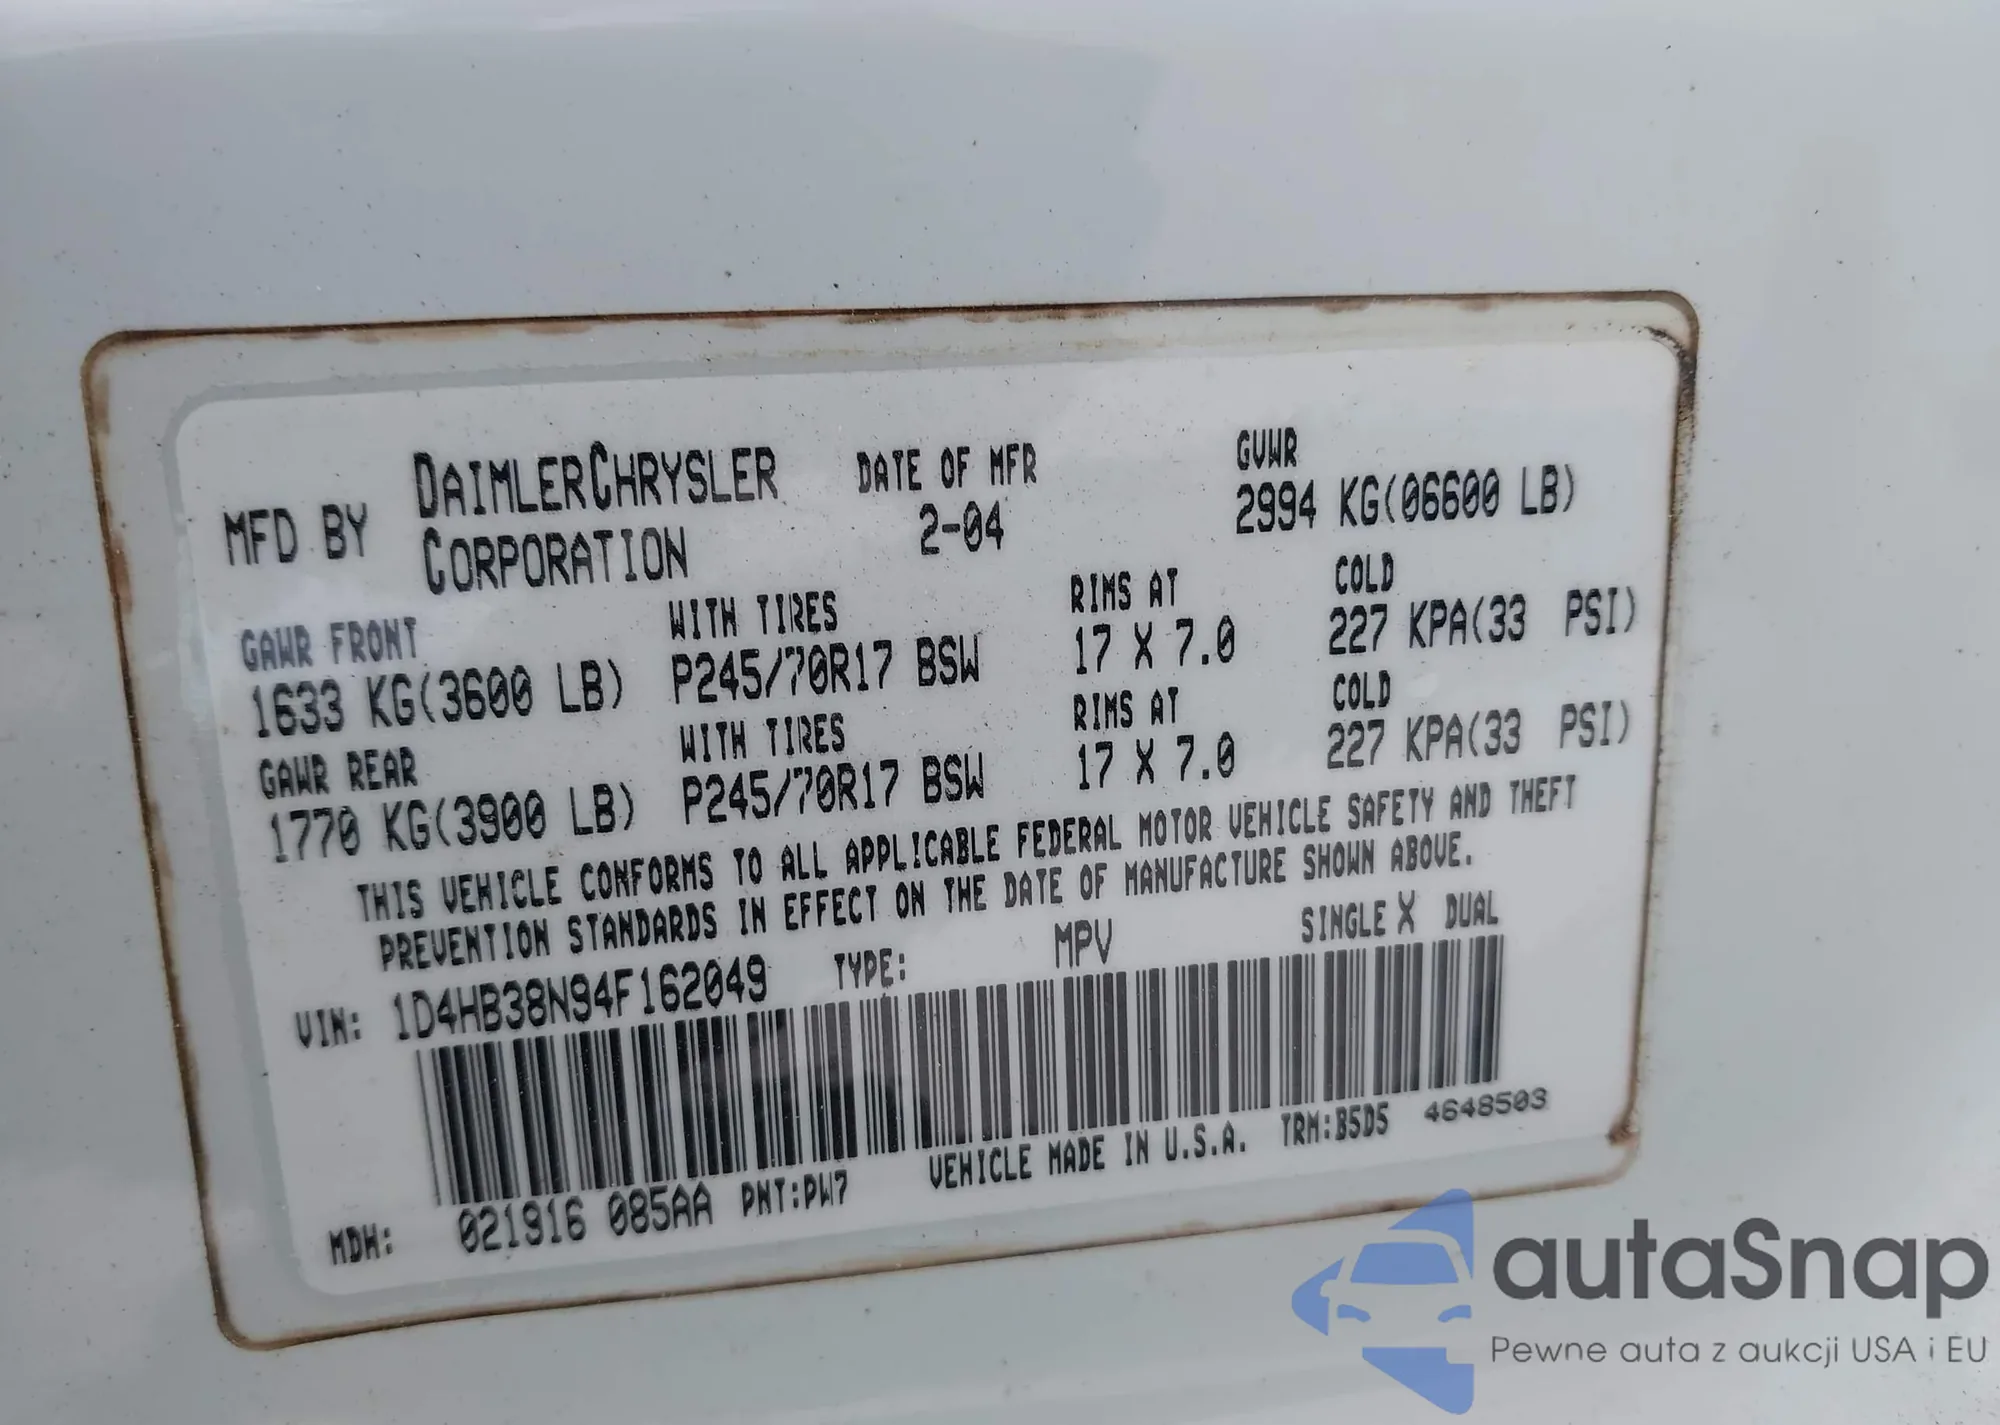 MFD BY DAIMLERCHRYSLER CORPORATION DATE OF MFR 2-04 GVWR 2994 KG(06600 LB)
GAWR FRONT WITH TIRES RIMS AT COLD
1633 KG(3600 LB) P245/70R17 BSW 17 X 7.0 227 KPA(33 PSI)
GAWR REAR WITH TIRES RIMS AT COLD
1770 KG(3900 LB) P245/70R17 BSW 17 X 7.0 227 KPA(33 PSI)
THIS VEHICLE CONFORMS TO ALL APPLICABLE FEDERAL MOTOR VEHICLE SAFETY AND THEFT
PREVENTION STANDARDS IN EFFECT ON THE DATE OF MANUFACTURE SHOWN ABOVE.
VIN: 1D4HB38N94F162049 TYPE: MPV SINGLE X DUAL
MDH: 021916 085AA PNT:PW7 VEHICLE MADE IN U.S.A. TRM:B5D5 4648503
autaSnap
Pewne auta z aukcji USA i EU